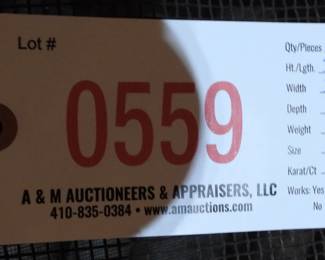 Lot #
0559
A & M AUCTIONEERS & APPRAISERS, LLC
410-835-0384 • www.amauctions.com
Qty/Pieces
Ht./Lgth.
Width
Depth
Weight
Size
Karat/Ct
Works: Yes
No